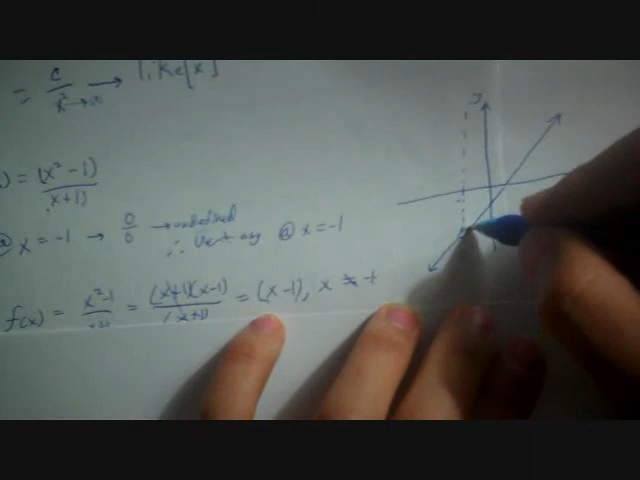 = c/x²→∞ → like[x]
) = (x² - 1)/(x+1)
@ x = -1 → 0/0 → undefined
∴ Vert asy @ x = -1
f(x) = x²-1/x+1 = (x+1)(x-1)/(x+1) = (x-1), x ≠ -1
y